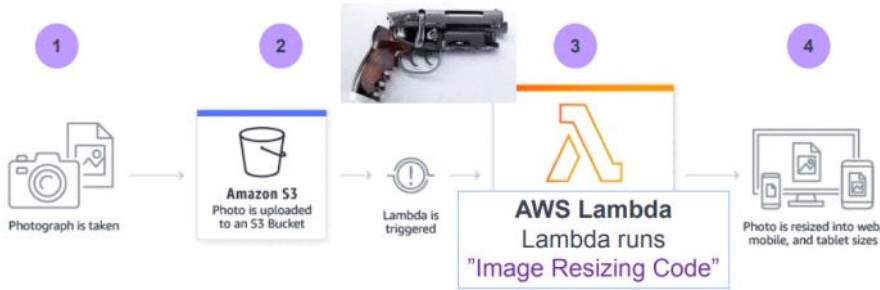 1
2
3
4
Photograph is taken
Amazon S3
Photo is uploaded
to an S3 Bucket
Lambda is
triggered
AWS Lambda
Lambda runs
”Image Resizing Code”
Photo is resized into web,
mobile, and tablet sizes